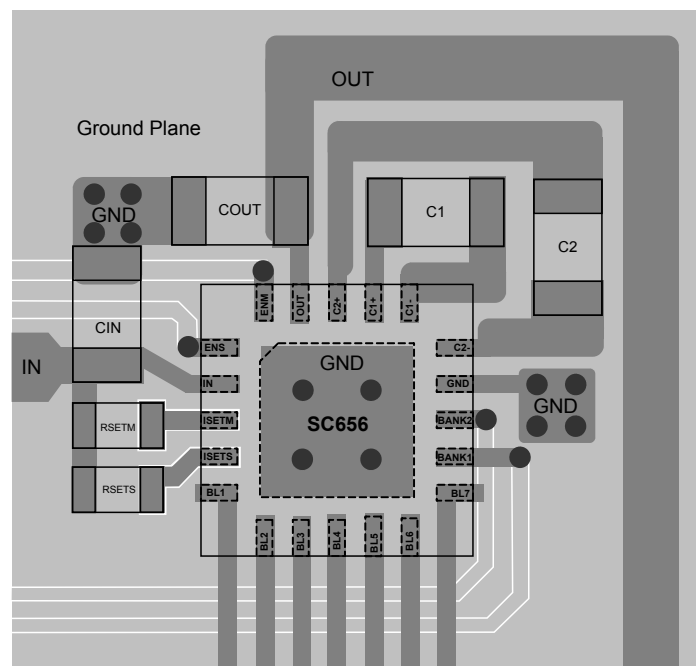 OUT
Ground Plane
GND
COUT
C1
C2
CIN
IN
RSETM
RSETS
ENM
OUT
C2+
C1+
C1-
ENS
IN
ISETM
ISETS
BL1
GND
SC656
C2-
GND
BANK2
BANK1
BL7
GND
BL2
BL3
BL4
BL5
BL6